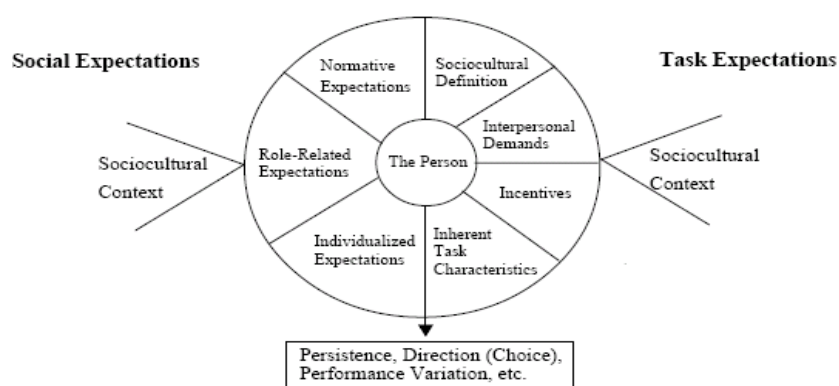 Social Expectations
Task Expectations
Normative
Expectations
Sociocultural
Definition
Interpersonal
Demands
Sociocultural
Context
Role-Related
Expectations
The Person
Sociocultural
Context
Incentives
Individualized
Expectations
Inherent
Task
Characteristics
Persistence, Direction (Choice),
Performance Variation, etc.